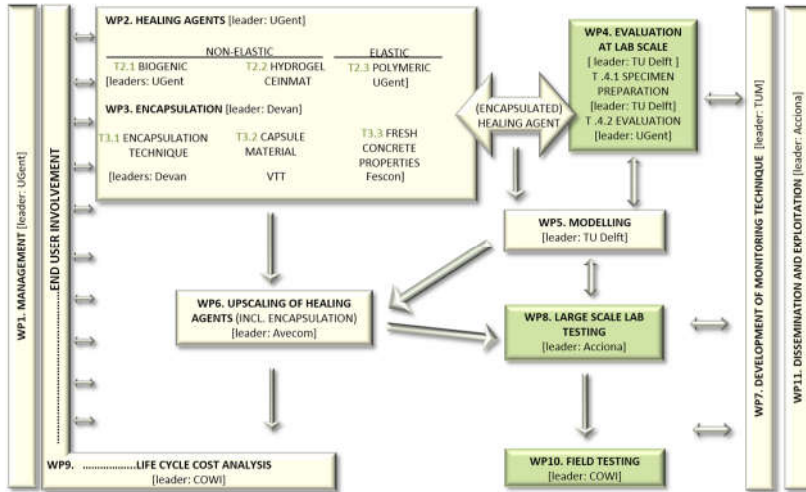 WP1. MANAGEMENT [leader: UGent]
END USER INVOLVEMENT
WP2. HEALING AGENTS [leader: UGent]
NON-ELASTIC
ELASTIC
T2.1 BIOGENIC
[leaders: UGent
T2.2 HYDROGEL
CEINMAT
T2.3 POLYMERIC
UGent]
WP3. ENCAPSULATION [leader: Devan]
T3.1 ENCAPSULATION
TECHNIQUE
[leaders: Devan
T3.2 CAPSULE
MATERIAL
VTT
T3.3 FRESH
CONCRETE
PROPERTIES
Fescon]
(ENCAPSULATED)
HEALING AGENT
WP4. EVALUATION
AT LAB SCALE
[ leader: TU Delft ]
T .4.1 SPECIMEN
PREPARATION
[leader: TU Delft]
T .4.2 EVALUATION
[leader: UGent]
WP5. MODELLING
[leader: TU Delft]
WP6. UPSCALING OF HEALING
AGENTS (INCL. ENCAPSULATION)
[leader: Avecom]
WP8. LARGE SCALE LAB
TESTING
[leader: Acciona]
WP9. ...................LIFE CYCLE COST ANALYSIS
[leader: COWI]
WP10. FIELD TESTING
[leader: COWI]
WP7. DEVELOPMENT OF MONITORING TECHNIQUE [leader: TUM]
WP11. DISSEMINATION AND EXPLOITATION [leader: Acciona]